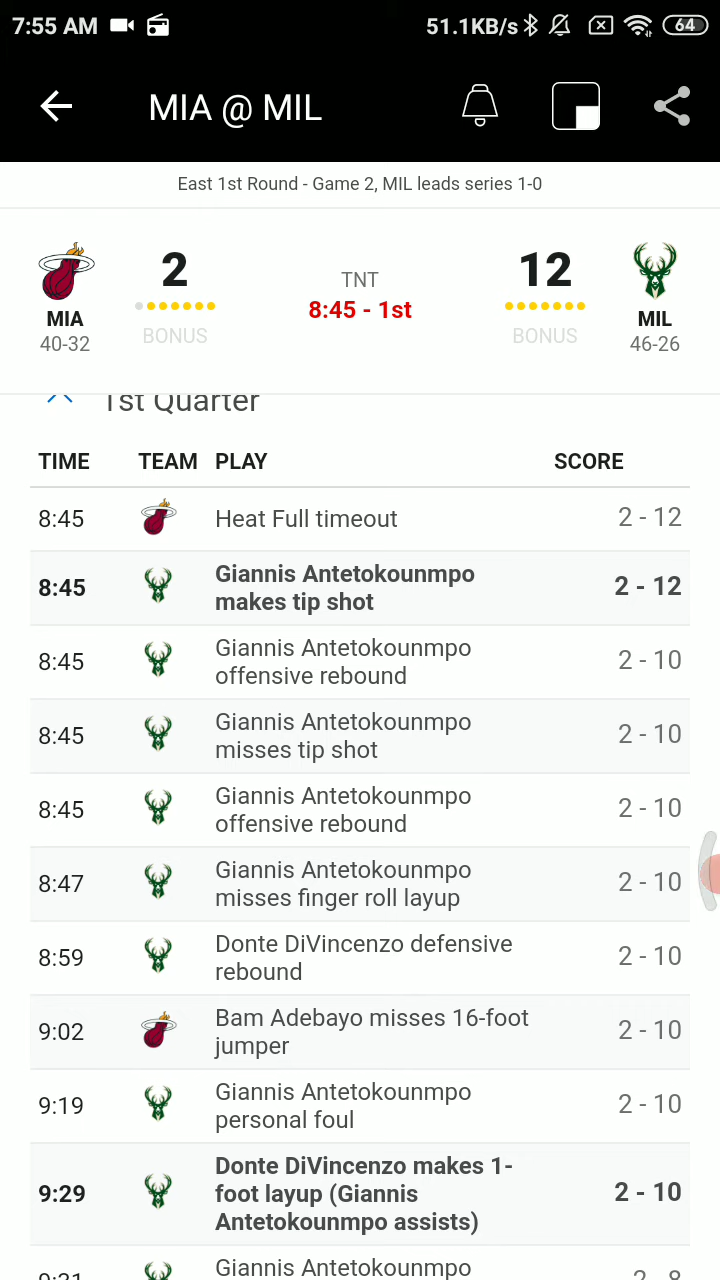 7:55 AM 51.1KB/s 64
MIA @ MIL
East 1st Round - Game 2, MIL leads series 1-0
2 12
TNT
8:45 - 1st
MIA BONUS BONUS MIL
40-32 46-26
1st Quarter
TIME TEAM PLAY SCORE
8:45 Heat Full timeout 2 - 12
8:45 Giannis Antetokounmpo
makes tip shot 2 - 12
8:45 Giannis Antetokounmpo
offensive rebound 2 - 10
8:45 Giannis Antetokounmpo
misses tip shot 2 - 10
8:45 Giannis Antetokounmpo
offensive rebound 2 - 10
8:47 Giannis Antetokounmpo
misses finger roll layup 2 - 10
8:59 Donte DiVincenzo defensive
rebound 2 - 10
9:02 Bam Adebayo misses 16-foot
jumper 2 - 10
9:19 Giannis Antetokounmpo
personal foul 2 - 10
9:29 Donte DiVincenzo makes 1-
foot layup (Giannis
Antetokounmpo assists) 2 - 10
9:31 Giannis Antetokounmpo 2 - 8